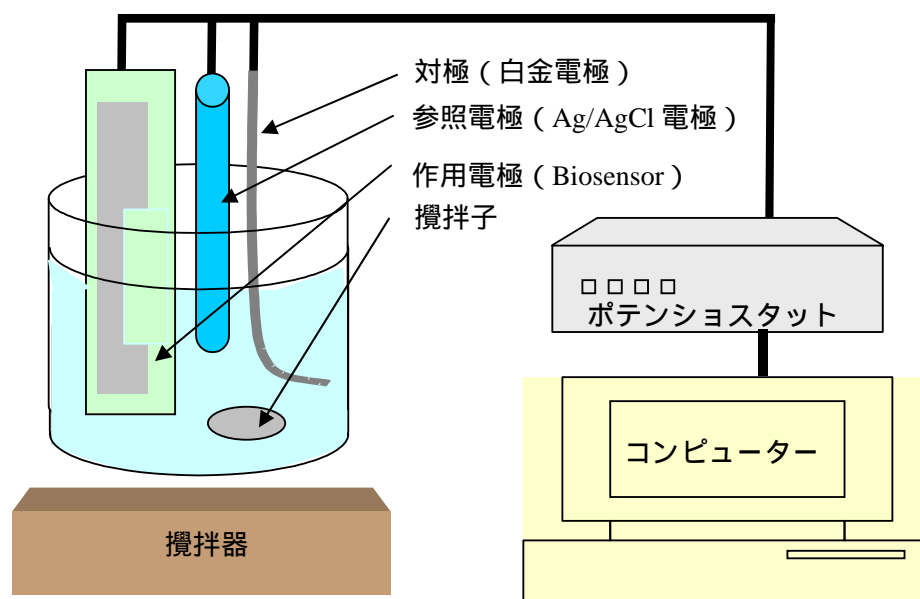 対極（白金電極）
参照電極（Ag/AgCl 電極）
作用電極（Biosensor）
攪拌子
ポテンショスタット
コンピューター
攪拌器